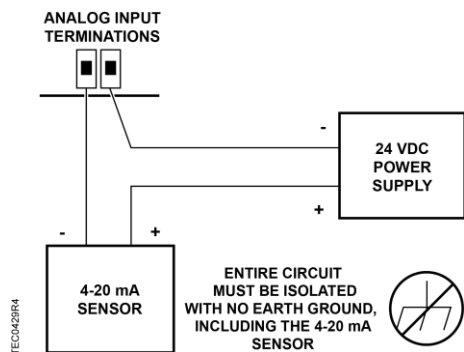 ANALOG INPUT
TERMINATIONS
-
24 VDC
POWER
SUPPLY
+
-
+
4-20 mA
SENSOR
ENTIRE CIRCUIT
MUST BE ISOLATED
WITH NO EARTH GROUND,
INCLUDING THE 4-20 mA
SENSOR
TEC0429R4